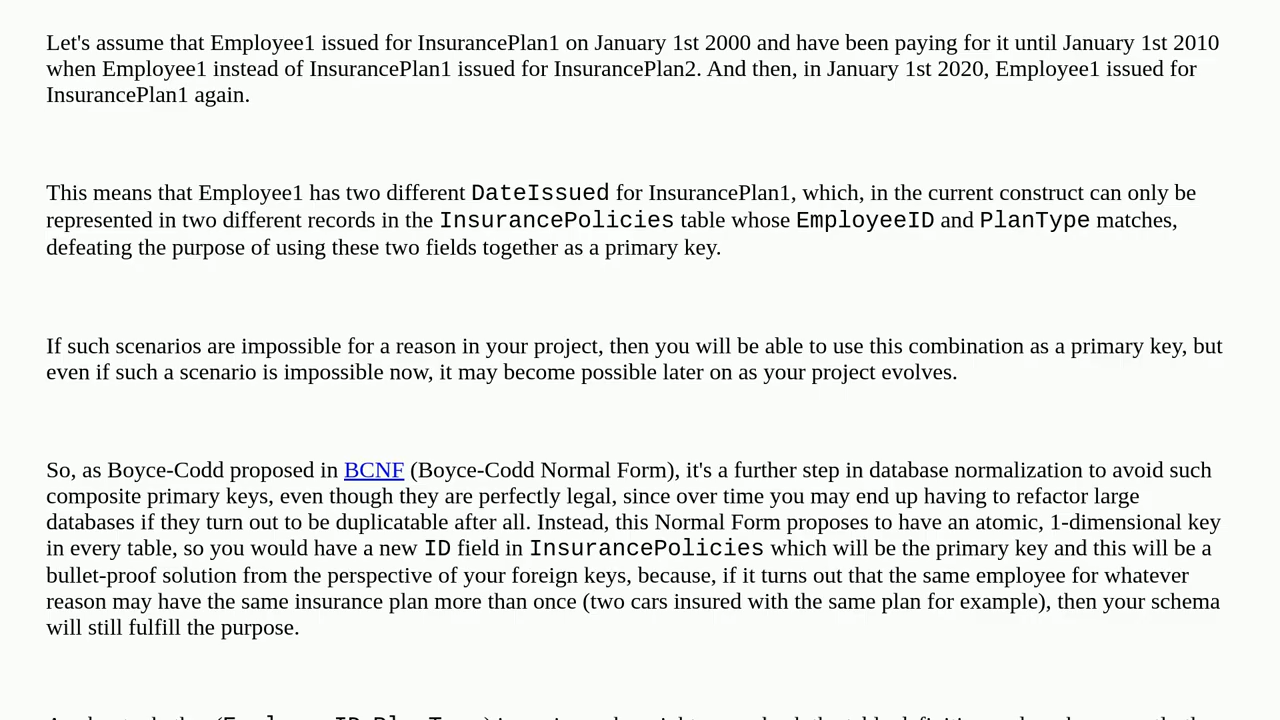 Let's assume that Employee1 issued for InsurancePlan1 on January 1st 2000 and have been paying for it until January 1st 2010
when Employee1 instead of InsurancePlan1 issued for InsurancePlan2. And then, in January 1st 2020, Employee1 issued for
InsurancePlan1 again.
This means that Employee1 has two different DateIssued for InsurancePlan1, which, in the current construct can only be
represented in two different records in the InsurancePolicies table whose EmployeeID and PlanType matches,
defeating the purpose of using these two fields together as a primary key.
If such scenarios are impossible for a reason in your project, then you will be able to use this combination as a primary key, but
even if such a scenario is impossible now, it may become possible later on as your project evolves.
So, as Boyce-Codd proposed in BCNF (Boyce-Codd Normal Form), it's a further step in database normalization to avoid such
composite primary keys, even though they are perfectly legal, since over time you may end up having to refactor large
databases if they turn out to be duplicatable after all. Instead, this Normal Form proposes to have an atomic, 1-dimensional key
in every table, so you would have a new ID field in InsurancePolicies which will be the primary key and this will be a
bullet-proof solution from the perspective of your foreign keys, because, if it turns out that the same employee for whatever
reason may have the same insurance plan more than once (two cars insured with the same plan for example), then your schema
will still fulfill the purpose.